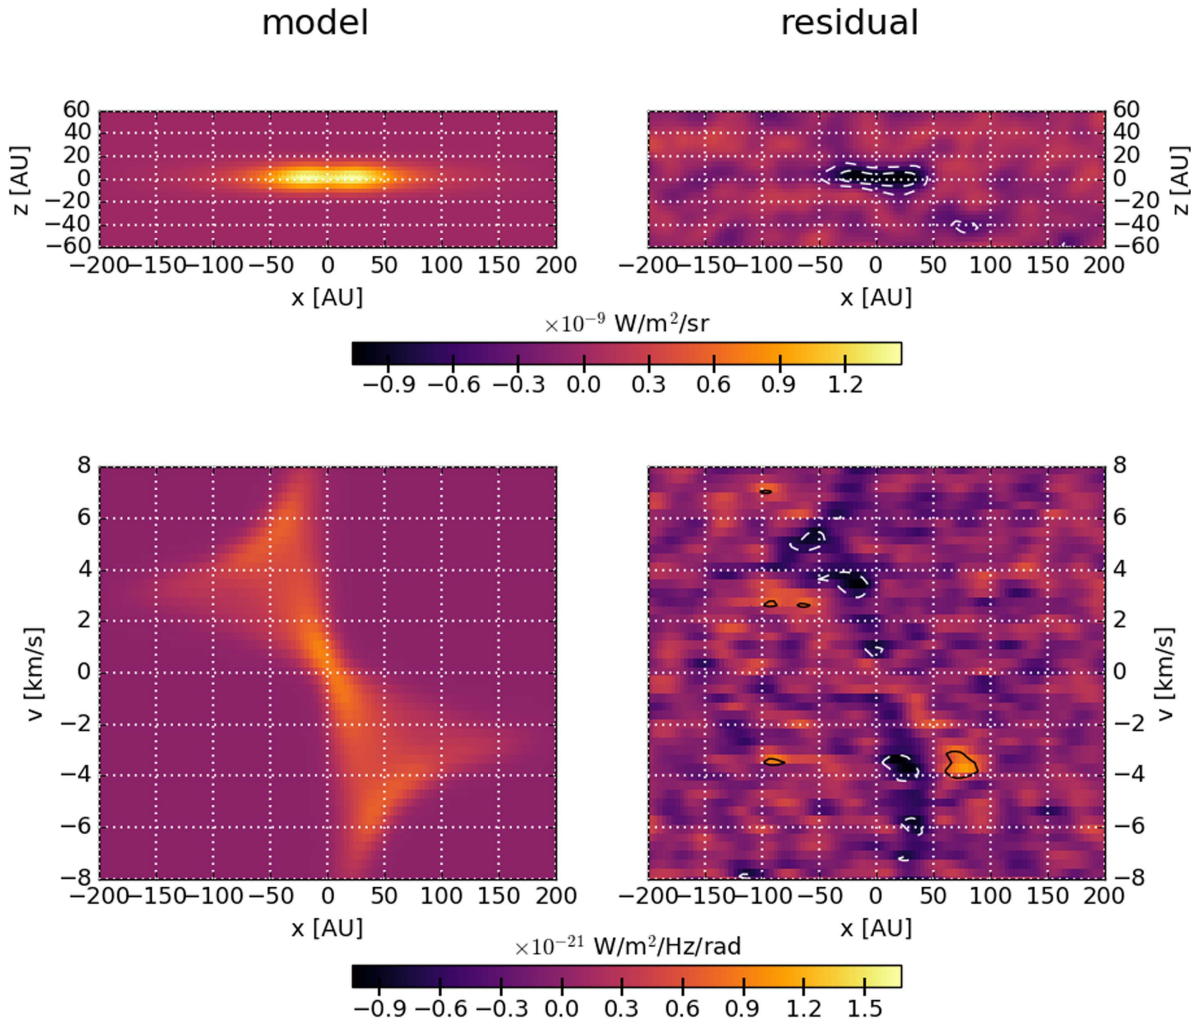 model residual
60 60
40 40
20 20
0 0
−20 −20
−40 −40
−60 −60
z [AU] z [AU]
−200 −150 −100 −50 0 50 100 150 200 −200 −150 −100 −50 0 50 100 150 200
x [AU] x [AU]
×10⁻⁹ W/m²/sr
−0.9 −0.6 −0.3 0.0 0.3 0.6 0.9 1.2
8 8
6 6
4 4
2 2
0 0
−2 −2
−4 −4
−6 −6
−8 −8
v [km/s] v [km/s]
−200 −150 −100 −50 0 50 100 150 200 −200 −150 −100 −50 0 50 100 150 200
x [AU] x [AU]
×10⁻²¹ W/m²/Hz/rad
−0.9 −0.6 −0.3 0.0 0.3 0.6 0.9 1.2 1.5